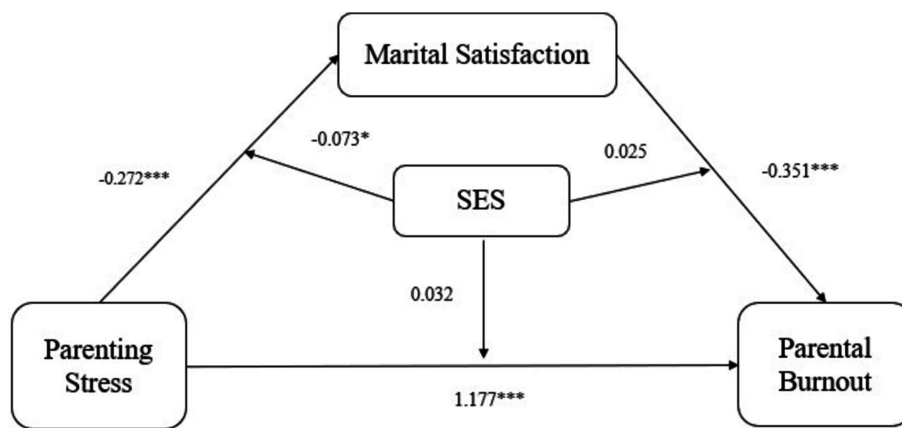 Marital Satisfaction
-0.073*
0.025
-0.272***
-0.351***
SES
0.032
Parenting
Stress
Parental
Burnout
1.177***